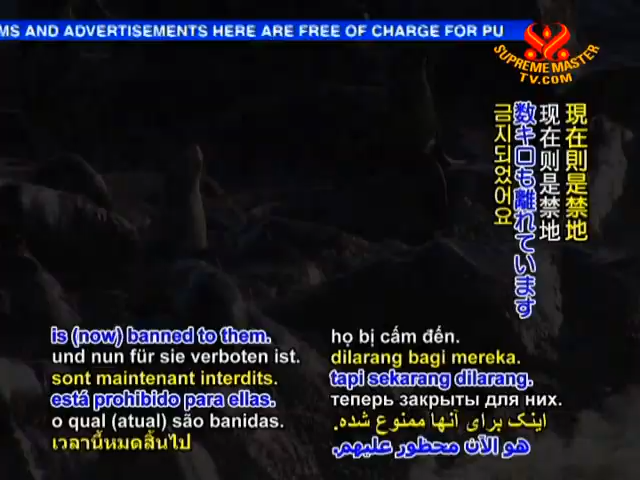 MS AND ADVERTISEMENTS HERE ARE FREE OF CHARGE FOR PU
SUPREME MASTER
TV.COM
現在則是禁地
现在则是禁地
数キロも離れています
금지되었어요
is (now) banned to them.
und nun für sie verboten ist.
sont maintenant interdits.
está prohibido para ellas.
o qual (atual) são banidas.
เวลานี้หมดสิ้นไป
họ bị cấm đến.
dilarang bagi mereka.
tapi sekarang dilarang.
теперь закрыты для них.
اینک برای آنها ممنوع شده.
هو الآن محظور عليهم.